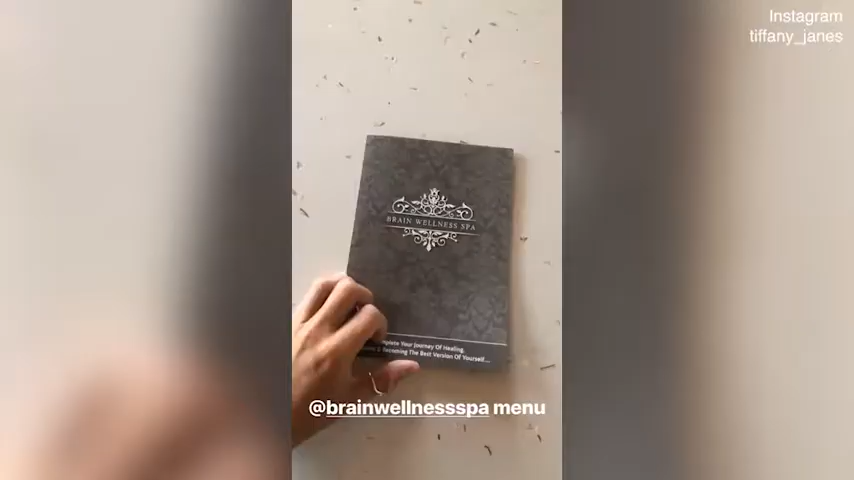 Instagram
tiffany_janes
BRAIN WELLNESS SPA
Your Journey Of Healing,
Becoming The Best Version Of Yourself...
@brainwellnessspa menu